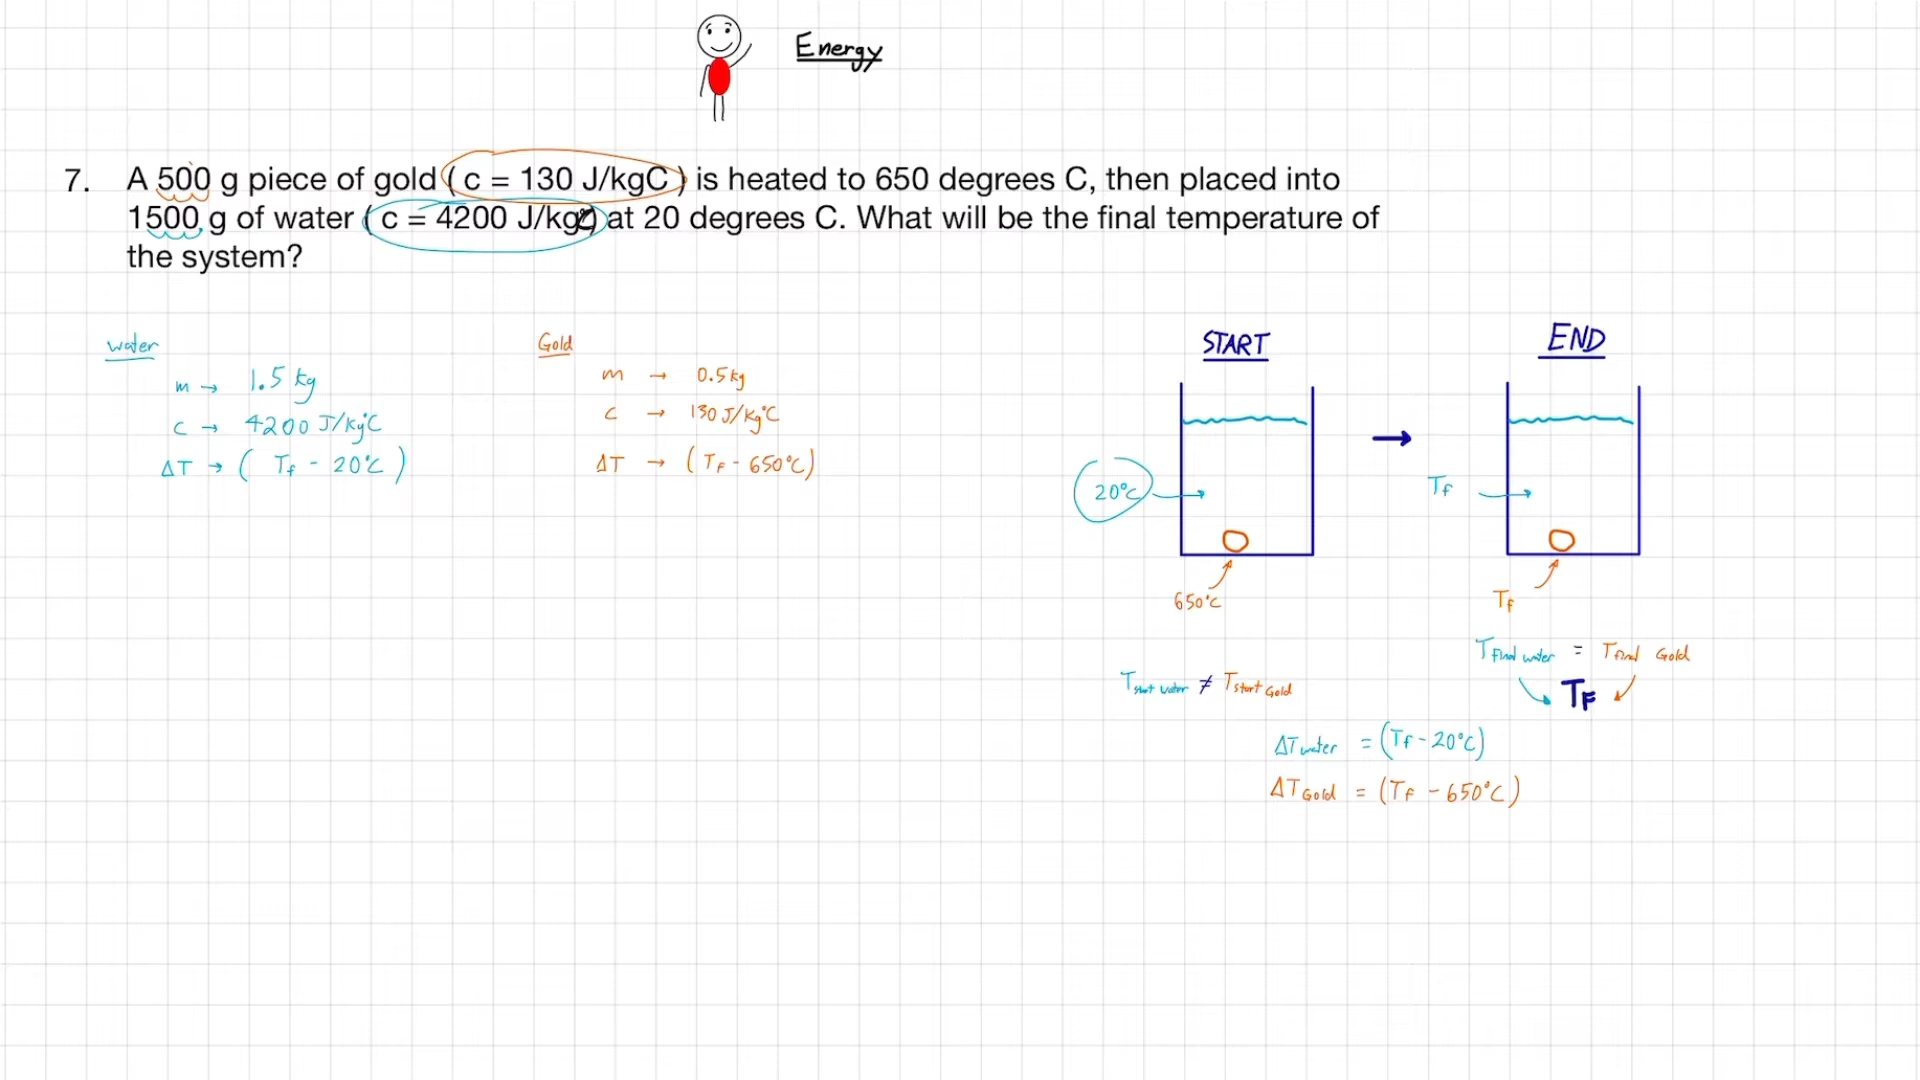 Energy
7. A 500 g piece of gold ( c = 130 J/kgC ) is heated to 650 degrees C, then placed into
1500 g of water ( c = 4200 J/kgC) at 20 degrees C. What will be the final temperature of
the system?
water
m → 1.5 kg
c → 4200 J/kg°C
ΔT → ( Tf - 20°C )
Gold
m → 0.5 kg
c → 130 J/kg°C
ΔT → ( TF - 650°C )
START
END
→
20°C
Tf
650°C
Tf
Tstart water ≠ Tstart Gold
Tfinal water = Tfinal Gold
TF
ΔTwater = (Tf - 20°C)
ΔTGold = (Tf - 650°C)